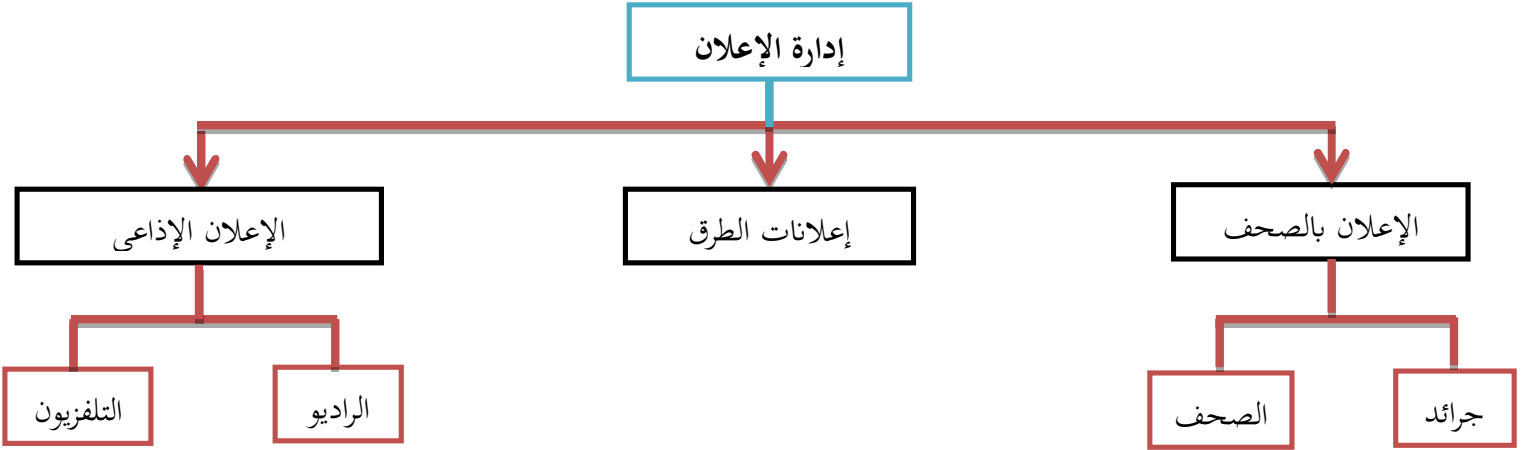 إدارة الإعلان
الإعلان بالصحف
إعلانات الطرق
الإعلان الإذاعى
جرائد
الصحف
الراديو
التلفزيون